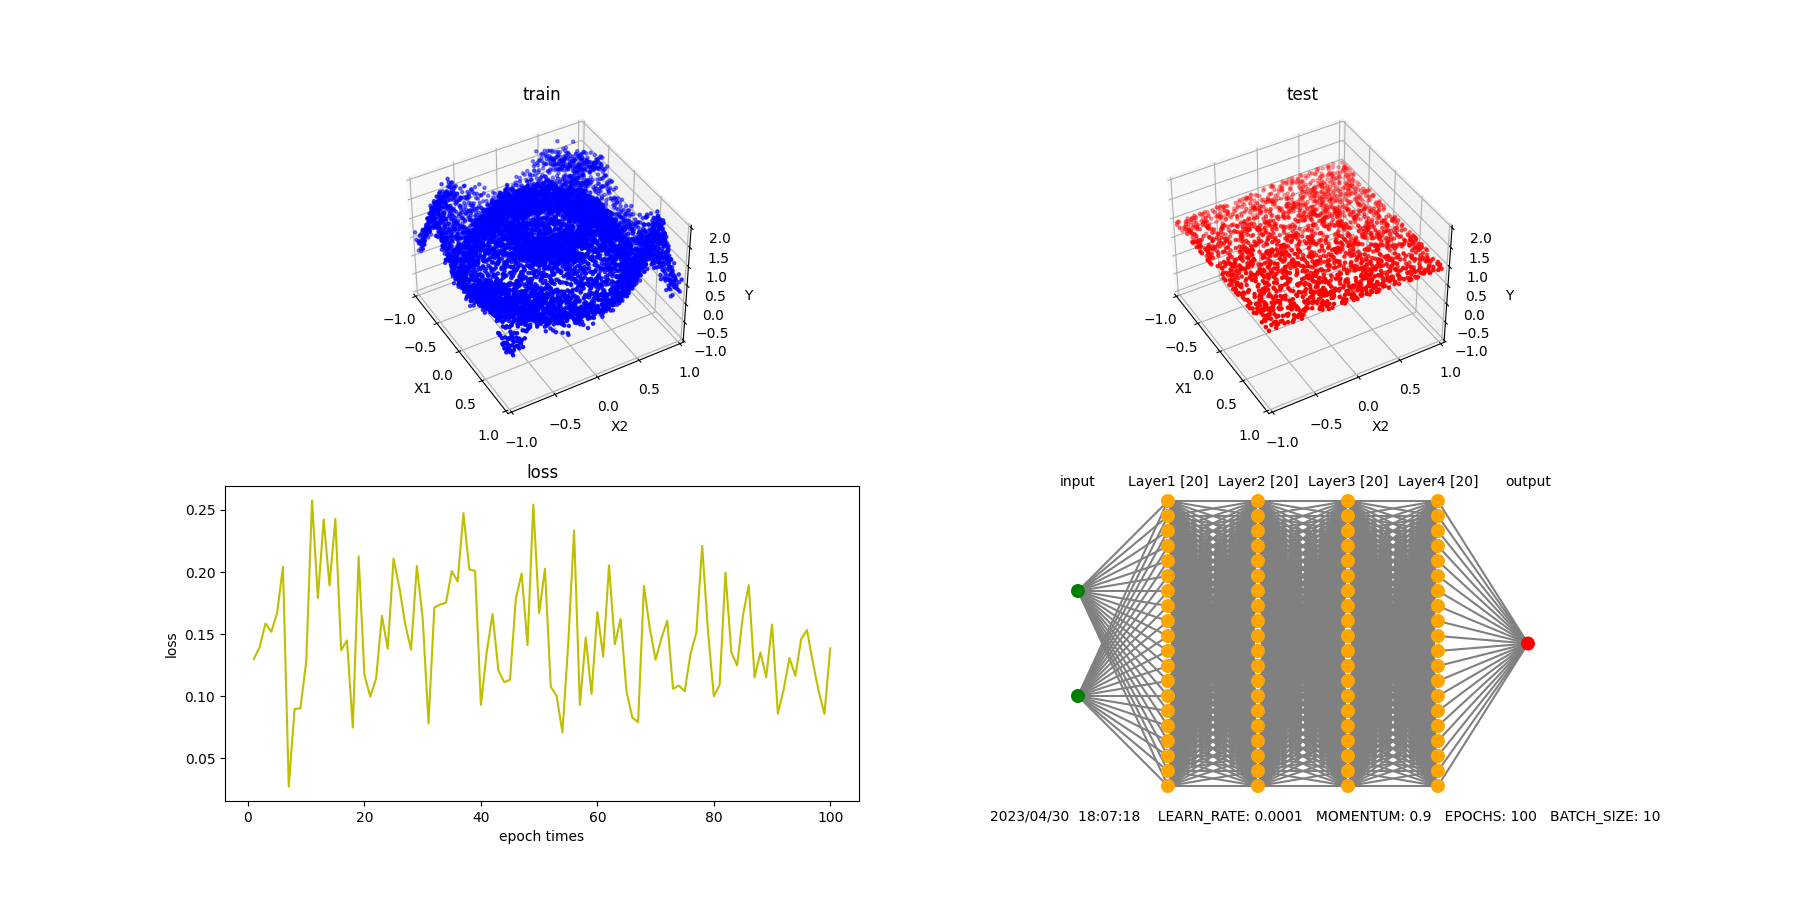 train
2.0
1.5
1.0
0.5
0.0
−0.5
−1.0
Y
−1.0
−0.5
0.0
0.5
1.0
X1
−1.0
−0.5
0.0
0.5
1.0
X2
test
2.0
1.5
1.0
0.5
0.0
−0.5
−1.0
Y
−1.0
−0.5
0.0
0.5
1.0
X1
−1.0
−0.5
0.0
0.5
1.0
X2
loss
0.25
0.20
0.15
0.10
0.05
loss
0 20 40 60 80 100
epoch times
input Layer1 [20] Layer2 [20] Layer3 [20] Layer4 [20] output
2023/04/30 18:07:18 LEARN_RATE: 0.0001 MOMENTUM: 0.9 EPOCHS: 100 BATCH_SIZE: 10